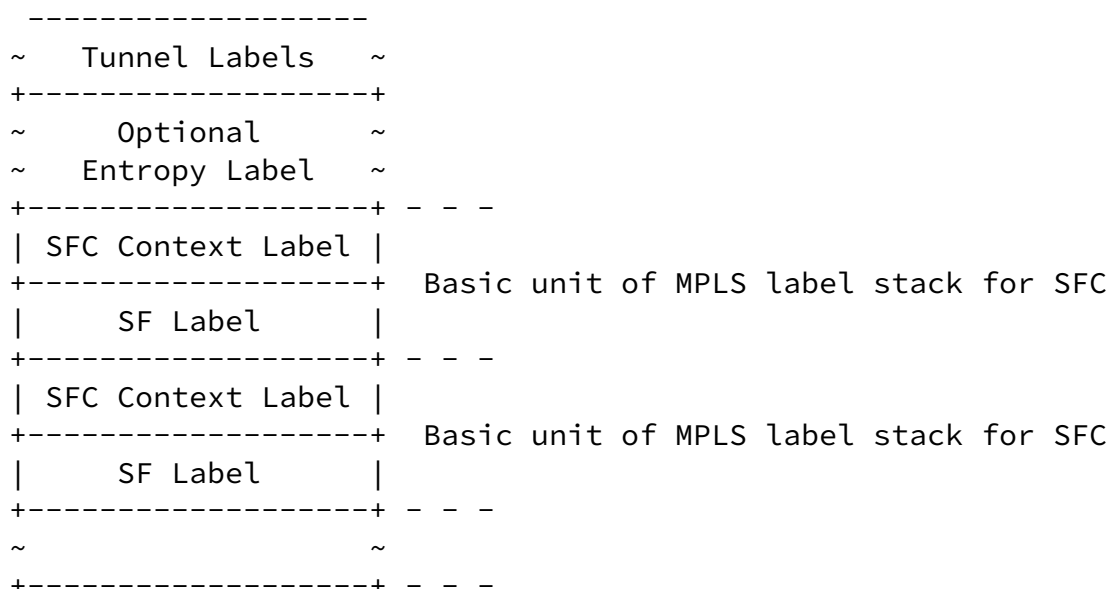 -------------------
~   Tunnel Labels   ~
+-------------------+
~      Optional     ~
~   Entropy Label   ~
+-------------------+ - - -
| SFC Context Label |
+-------------------+  Basic unit of MPLS label stack for SFC
|      SF Label     |
+-------------------+ - - -
| SFC Context Label |
+-------------------+  Basic unit of MPLS label stack for SFC
|      SF Label     |
+-------------------+ - - -
~                   ~
+-------------------+ - - -